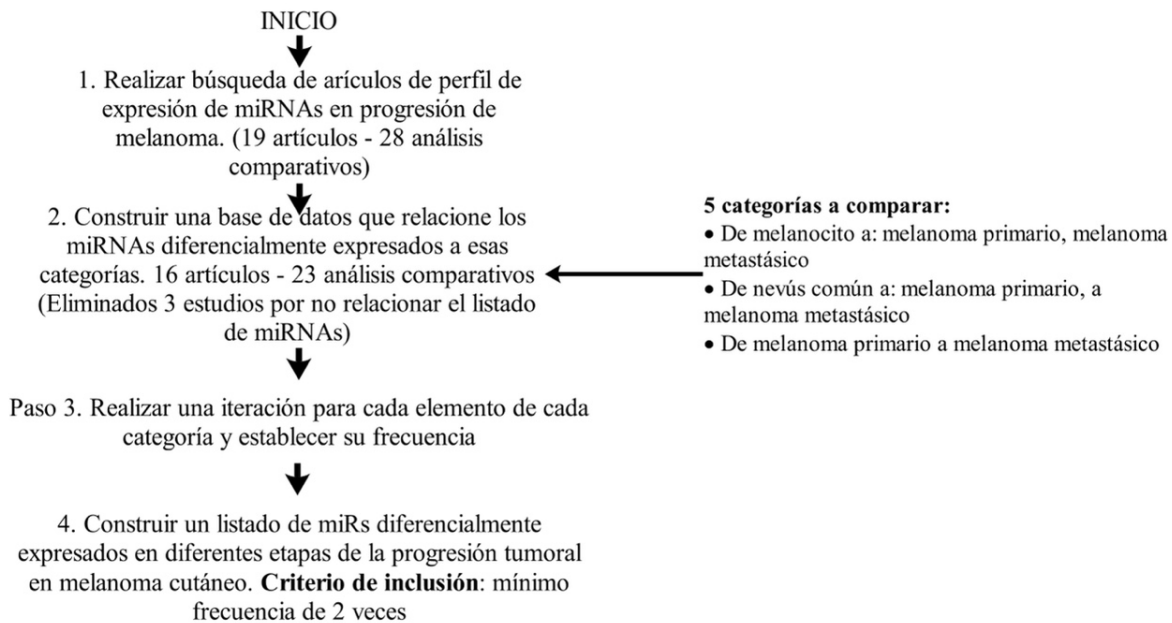 INICIO
1. Realizar búsqueda de arículos de perfil de
expresión de miRNAs en progresión de
melanoma. (19 artículos - 28 análisis
comparativos)
2. Construir una base de datos que relacione los
miRNAs diferencialmente expresados a esas
categorías. 16 artículos - 23 análisis comparativos
(Eliminados 3 estudios por no relacionar el listado
de miRNAs)
5 categorías a comparar:
• De melanocito a: melanoma primario, melanoma
metastásico
• De nevús común a: melanoma primario, a
melanoma metastásico
• De melanoma primario a melanoma metastásico
Paso 3. Realizar una iteración para cada elemento de cada
categoría y establecer su frecuencia
4. Construir un listado de miRs diferencialmente
expresados en diferentes etapas de la progresión tumoral
en melanoma cutáneo. Criterio de inclusión: mínimo
frecuencia de 2 veces